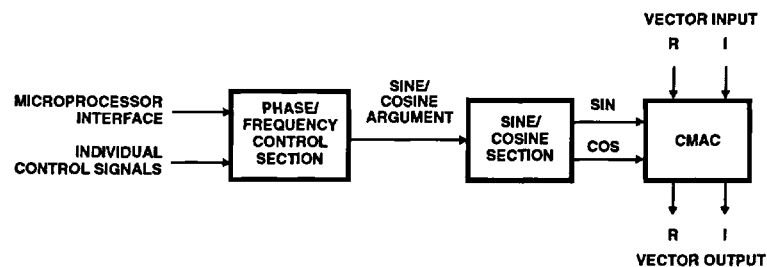 VECTOR INPUT
R I
MICROPROCESSOR
INTERFACE
INDIVIDUAL
CONTROL SIGNALS
PHASE/
FREQUENCY
CONTROL
SECTION
SINE/
COSINE
ARGUMENT
SINE/
COSINE
SECTION
SIN
COS
CMAC
R I
VECTOR OUTPUT